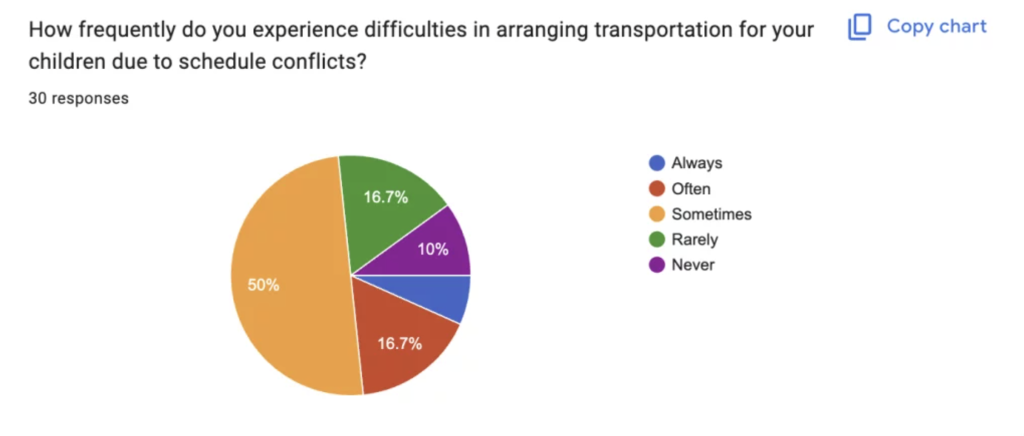 How frequently do you experience difficulties in arranging transportation for your
children due to schedule conflicts?
Copy chart
30 responses
16.7%
10%
50%
16.7%
Always
Often
Sometimes
Rarely
Never